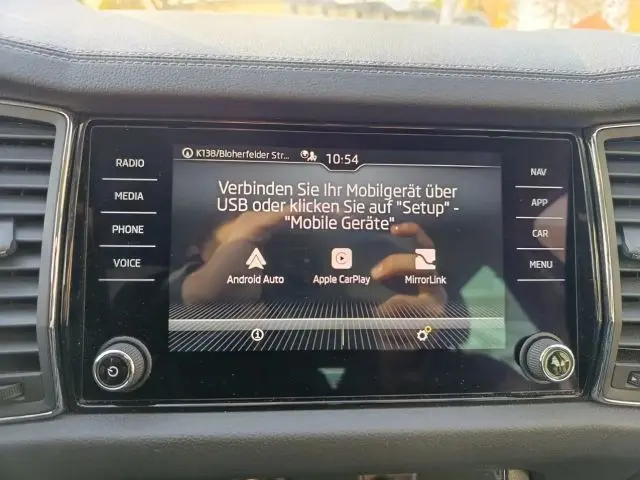 K138/Bloherfelder Str... 10:54
RADIO
MEDIA
PHONE
VOICE
Verbinden Sie Ihr Mobilgerät über
USB oder klicken Sie auf "Setup" -
"Mobile Geräte".
Android Auto Apple CarPlay MirrorLink
NAV
APP
CAR
MENU